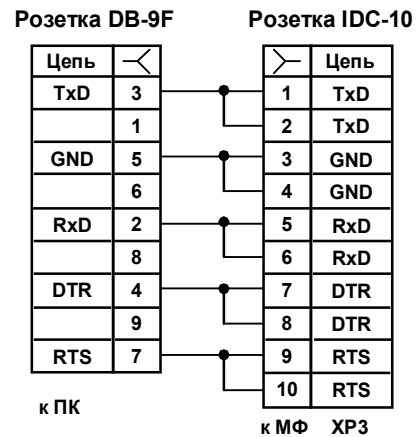 Розетка DB-9F Розетка IDC-10
Цепь Цепь
TxD 3 1 TxD
1 2 TxD
GND 5 3 GND
6 4 GND
RxD 2 5 RxD
8 6 RxD
DTR 4 7 DTR
9 8 DTR
RTS 7 9 RTS
10 RTS
к ПК
к МФ XP3